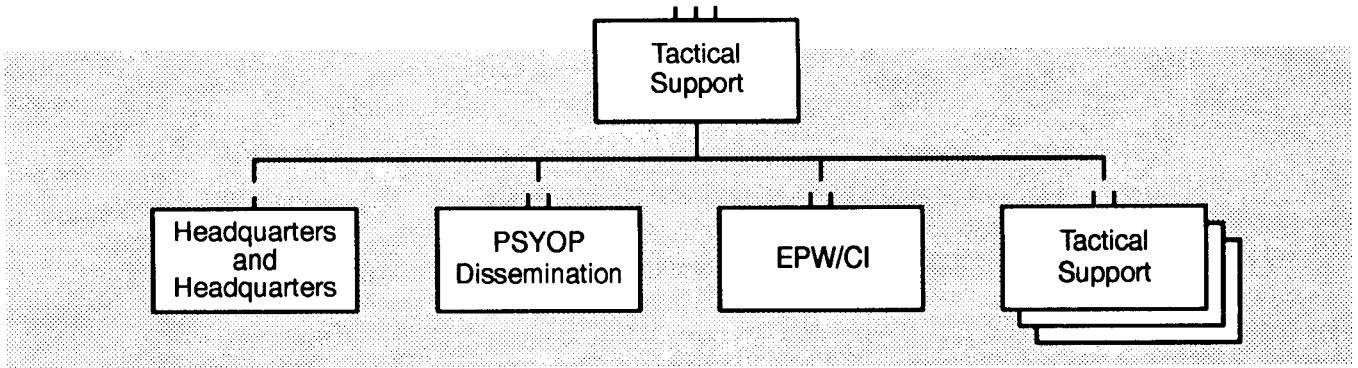 Tactical
Support
Headquarters
and
Headquarters
PSYOP
Dissemination
EPW/CI
Tactical
Support